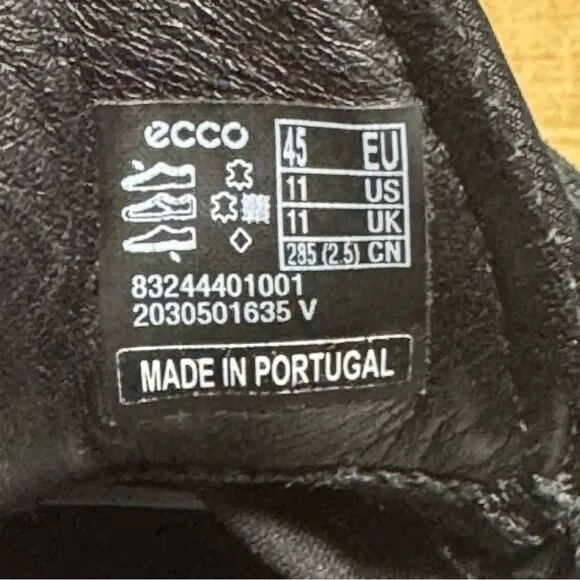 ecco
45 EU
11 US
11 UK
285 (2.5) CN
83244401001
2030501635 V
MADE IN PORTUGAL